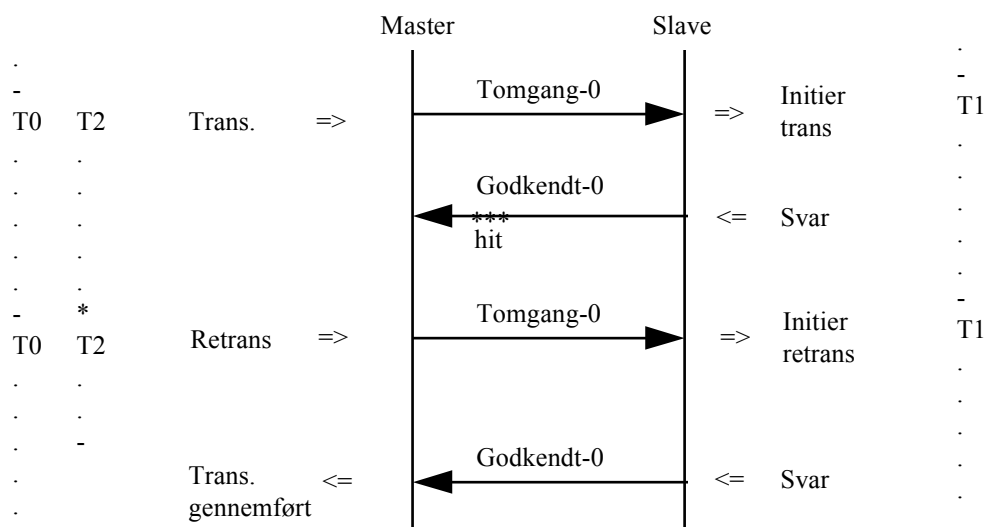 Master Slave
. .
- Tomgang-0 Initier -
T0 T2 Trans. => => trans T1
. . .
. . Godkendt-0 .
. . *** <= Svar .
. . hit .
. . .
- * Tomgang-0 Initier -
T0 T2 Retrans => => retrans T1
. . .
. . .
. - Godkendt-0 .
. Trans. <= <= Svar .
. gennemført .